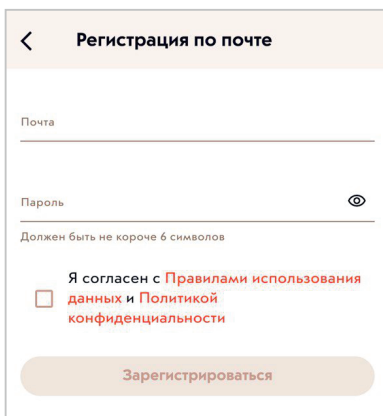 Регистрация по почте
Почта
Пароль
Должен быть не короче 6 символов
Я согласен с Правилами использования
данных и Политикой
конфиденциальности
Зарегистрироваться